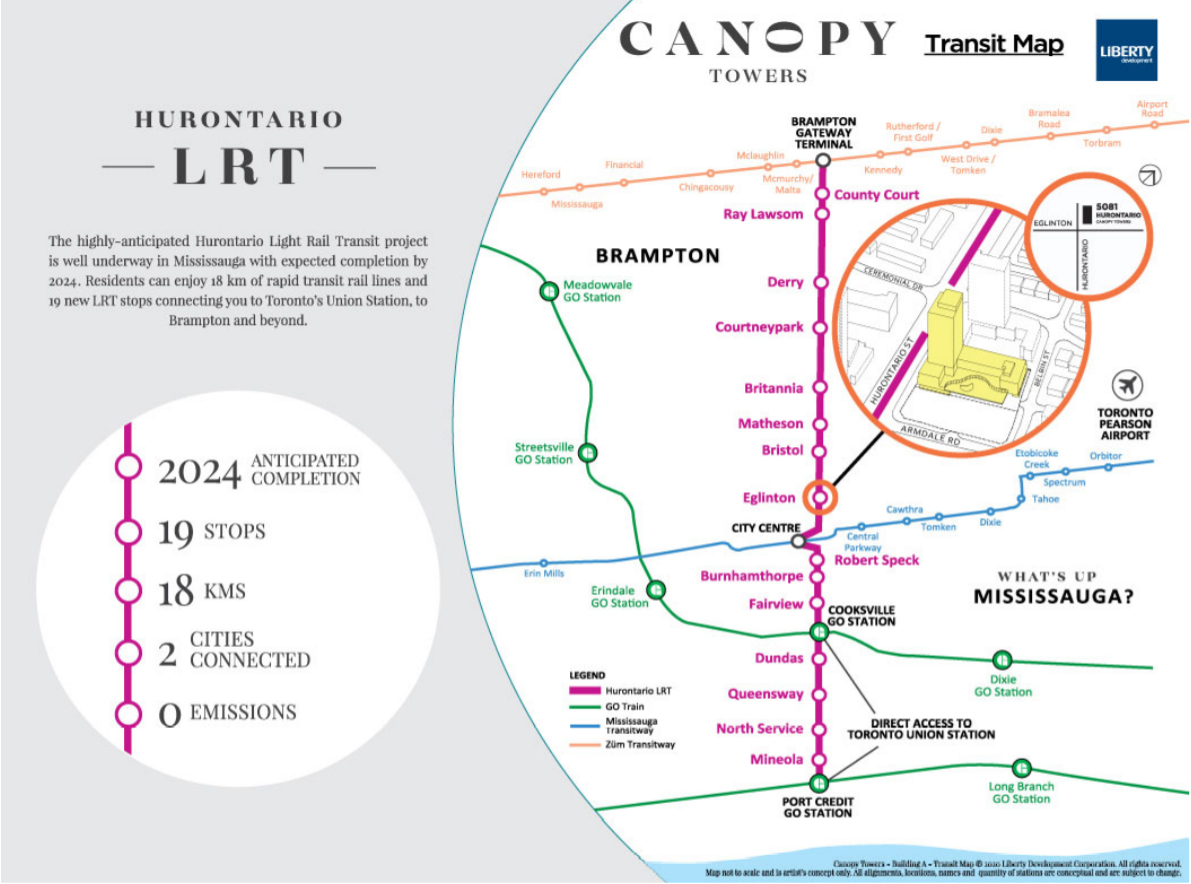 HURONTARIO
LRT
The highly-anticipated Hurontario Light Rail Transit project
is well underway in Mississauga with expected completion by
2024. Residents can enjoy 18 km of rapid transit rail lines and
19 new LRT stops connecting you to Toronto's Union Station, to
Brampton and beyond.
2024 ANTICIPATED
COMPLETION
19 STOPS
18 KMS
2 CITIES
CONNECTED
0 EMISSIONS
CANOPY
TOWERS
Transit Map
LIBERTY
development
BRAMPTON
GATEWAY
TERMINAL
Hereford
Mississauga
Financial
Chingacousy
Mclaughlin
Mcmurchy/
Malta
Kennedy
Rutherford /
First Golf
West Drive /
Tomken
Dixie
Bramalea
Road
Torbram
Airport
Road
County Court
Ray Lawsom
BRAMPTON
Derry
Courtneypark
Britannia
Matheson
Bristol
Eglinton
CITY CENTRE
Robert Speck
Burnhamthorpe
Fairview
COOKSVILLE
GO STATION
Dundas
Queensway
North Service
Mineola
PORT CREDIT
GO STATION
Meadowvale
GO Station
Streetsville
GO Station
Erindale
GO Station
Dixie
GO Station
Long Branch
GO Station
DIRECT ACCESS TO
TORONTO UNION STATION
Erin Mills
Central
Parkway
Cawthra
Tomken
Dixie
Tahoe
Etobicoke
Creek
Spectrum
Orbitor
TORONTO
PEARSON
AIRPORT
CEREMONIAL DR
HURONTARIO ST
BELBIN ST
ARMDALE RD
EGLINTON
HURONTARIO
5081
HURONTARIO
CANOPY TOWERS
WHAT'S UP
MISSISSAUGA?
LEGEND
Hurontario LRT
GO Train
Mississauga
Transitway
Züm Transitway
Canopy Towers - Building A - Transit Map © 2020 Liberty Development Corporation. All rights reserved.
Map not to scale and is artist's concept only. All alignments, locations, names and quantity of stations are conceptual and are subject to change.